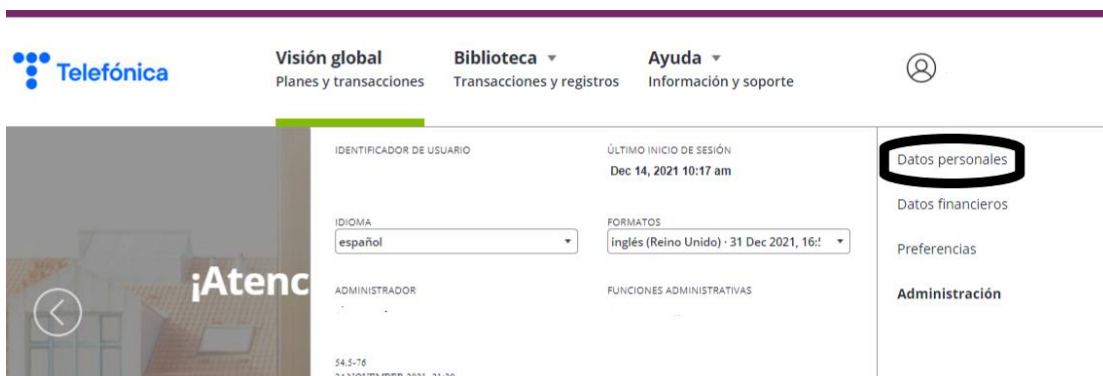 Telefónica
Visión global
Planes y transacciones
Biblioteca
Transacciones y registros
Ayuda
Información y soporte
IDENTIFICADOR DE USUARIO
ÚLTIMO INICIO DE SESIÓN
Dec 14, 2021 10:17 am
IDIOMA
español
FORMATOS
inglés (Reino Unido) · 31 Dec 2021, 16:
ADMINISTRADOR
FUNCIONES ADMINISTRATIVAS
54.5-76
Datos personales
Datos financieros
Preferencias
Administración
¡Atenc